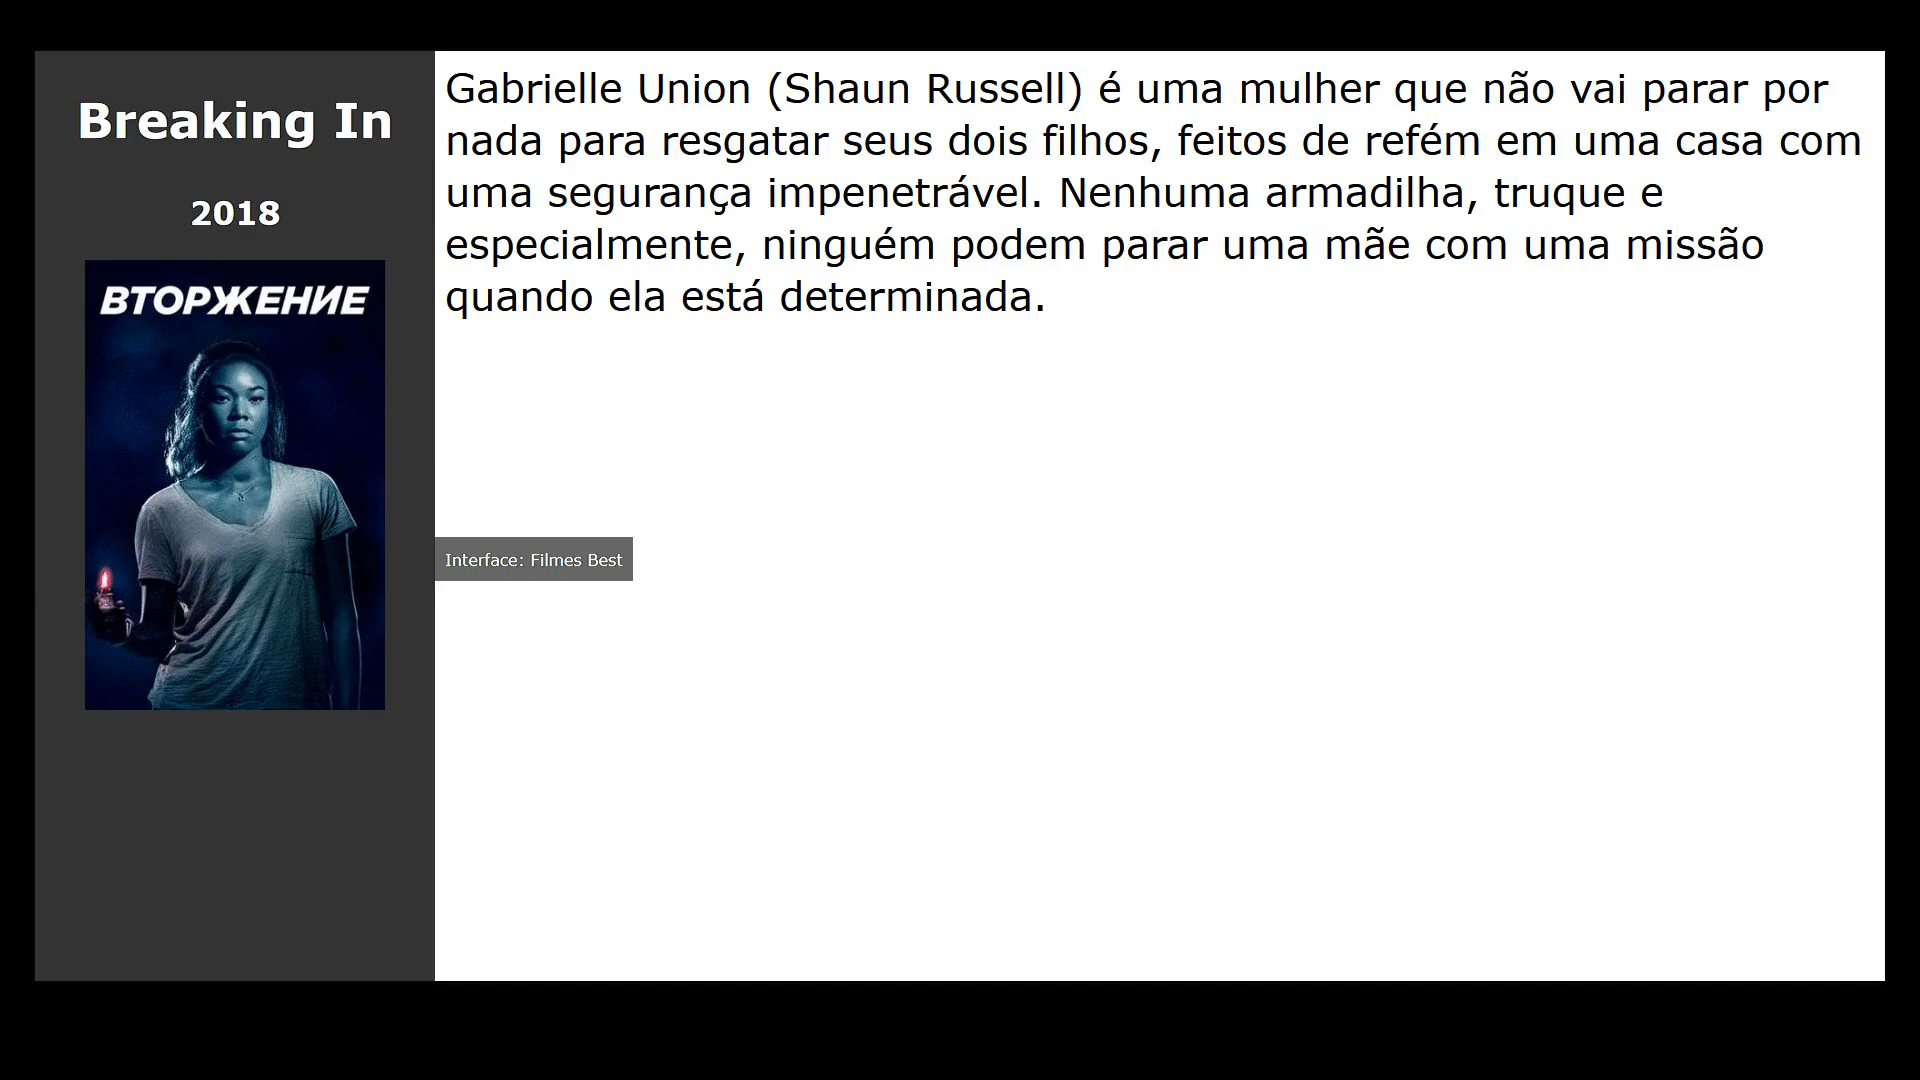 Breaking In
2018
ВТОРЖЕНИЕ
Gabrielle Union (Shaun Russell) é uma mulher que não vai parar por
nada para resgatar seus dois filhos, feitos de refém em uma casa com
uma segurança impenetrável. Nenhuma armadilha, truque e
especialmente, ninguém podem parar uma mãe com uma missão
quando ela está determinada.
Interface: Filmes Best